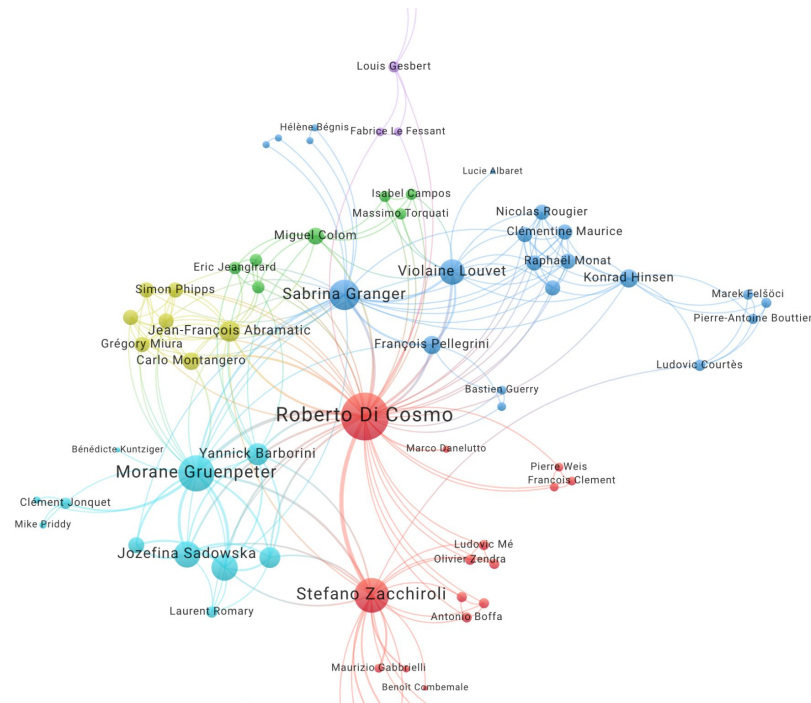 Louis Gesbert
Hélène Bégnis
Fabrice Le Fessant
Lucie Albaret
Isabel Campos
Massimo Torquati
Nicolas Rougier
Clémentine Maurice
Miguel Colom
Eric Jeangirard
Raphaël Monat
Violaine Louvet
Konrad Hinsen
Simon Phipps
Sabrina Granger
Marek Felšöci
Pierre-Antoine Bouttier
Jean-François Abramatic
Grégory Miura
François Pellegrini
Carlo Montangero
Ludovic Courtès
Bastien Guerry
Roberto Di Cosmo
Bénédicte Kuntziger
Yannick Barborini
Marco Danelutto
Morane Gruenpeter
Pierre Weis
François Clement
Clément Jonquet
Mike Priddy
Ludovic Mé
Jozefina Sadowska
Olivier Zendra
Stefano Zacchiroli
Laurent Romary
Antonio Boffa
Maurizio Gabbrielli
Benoît Combemale